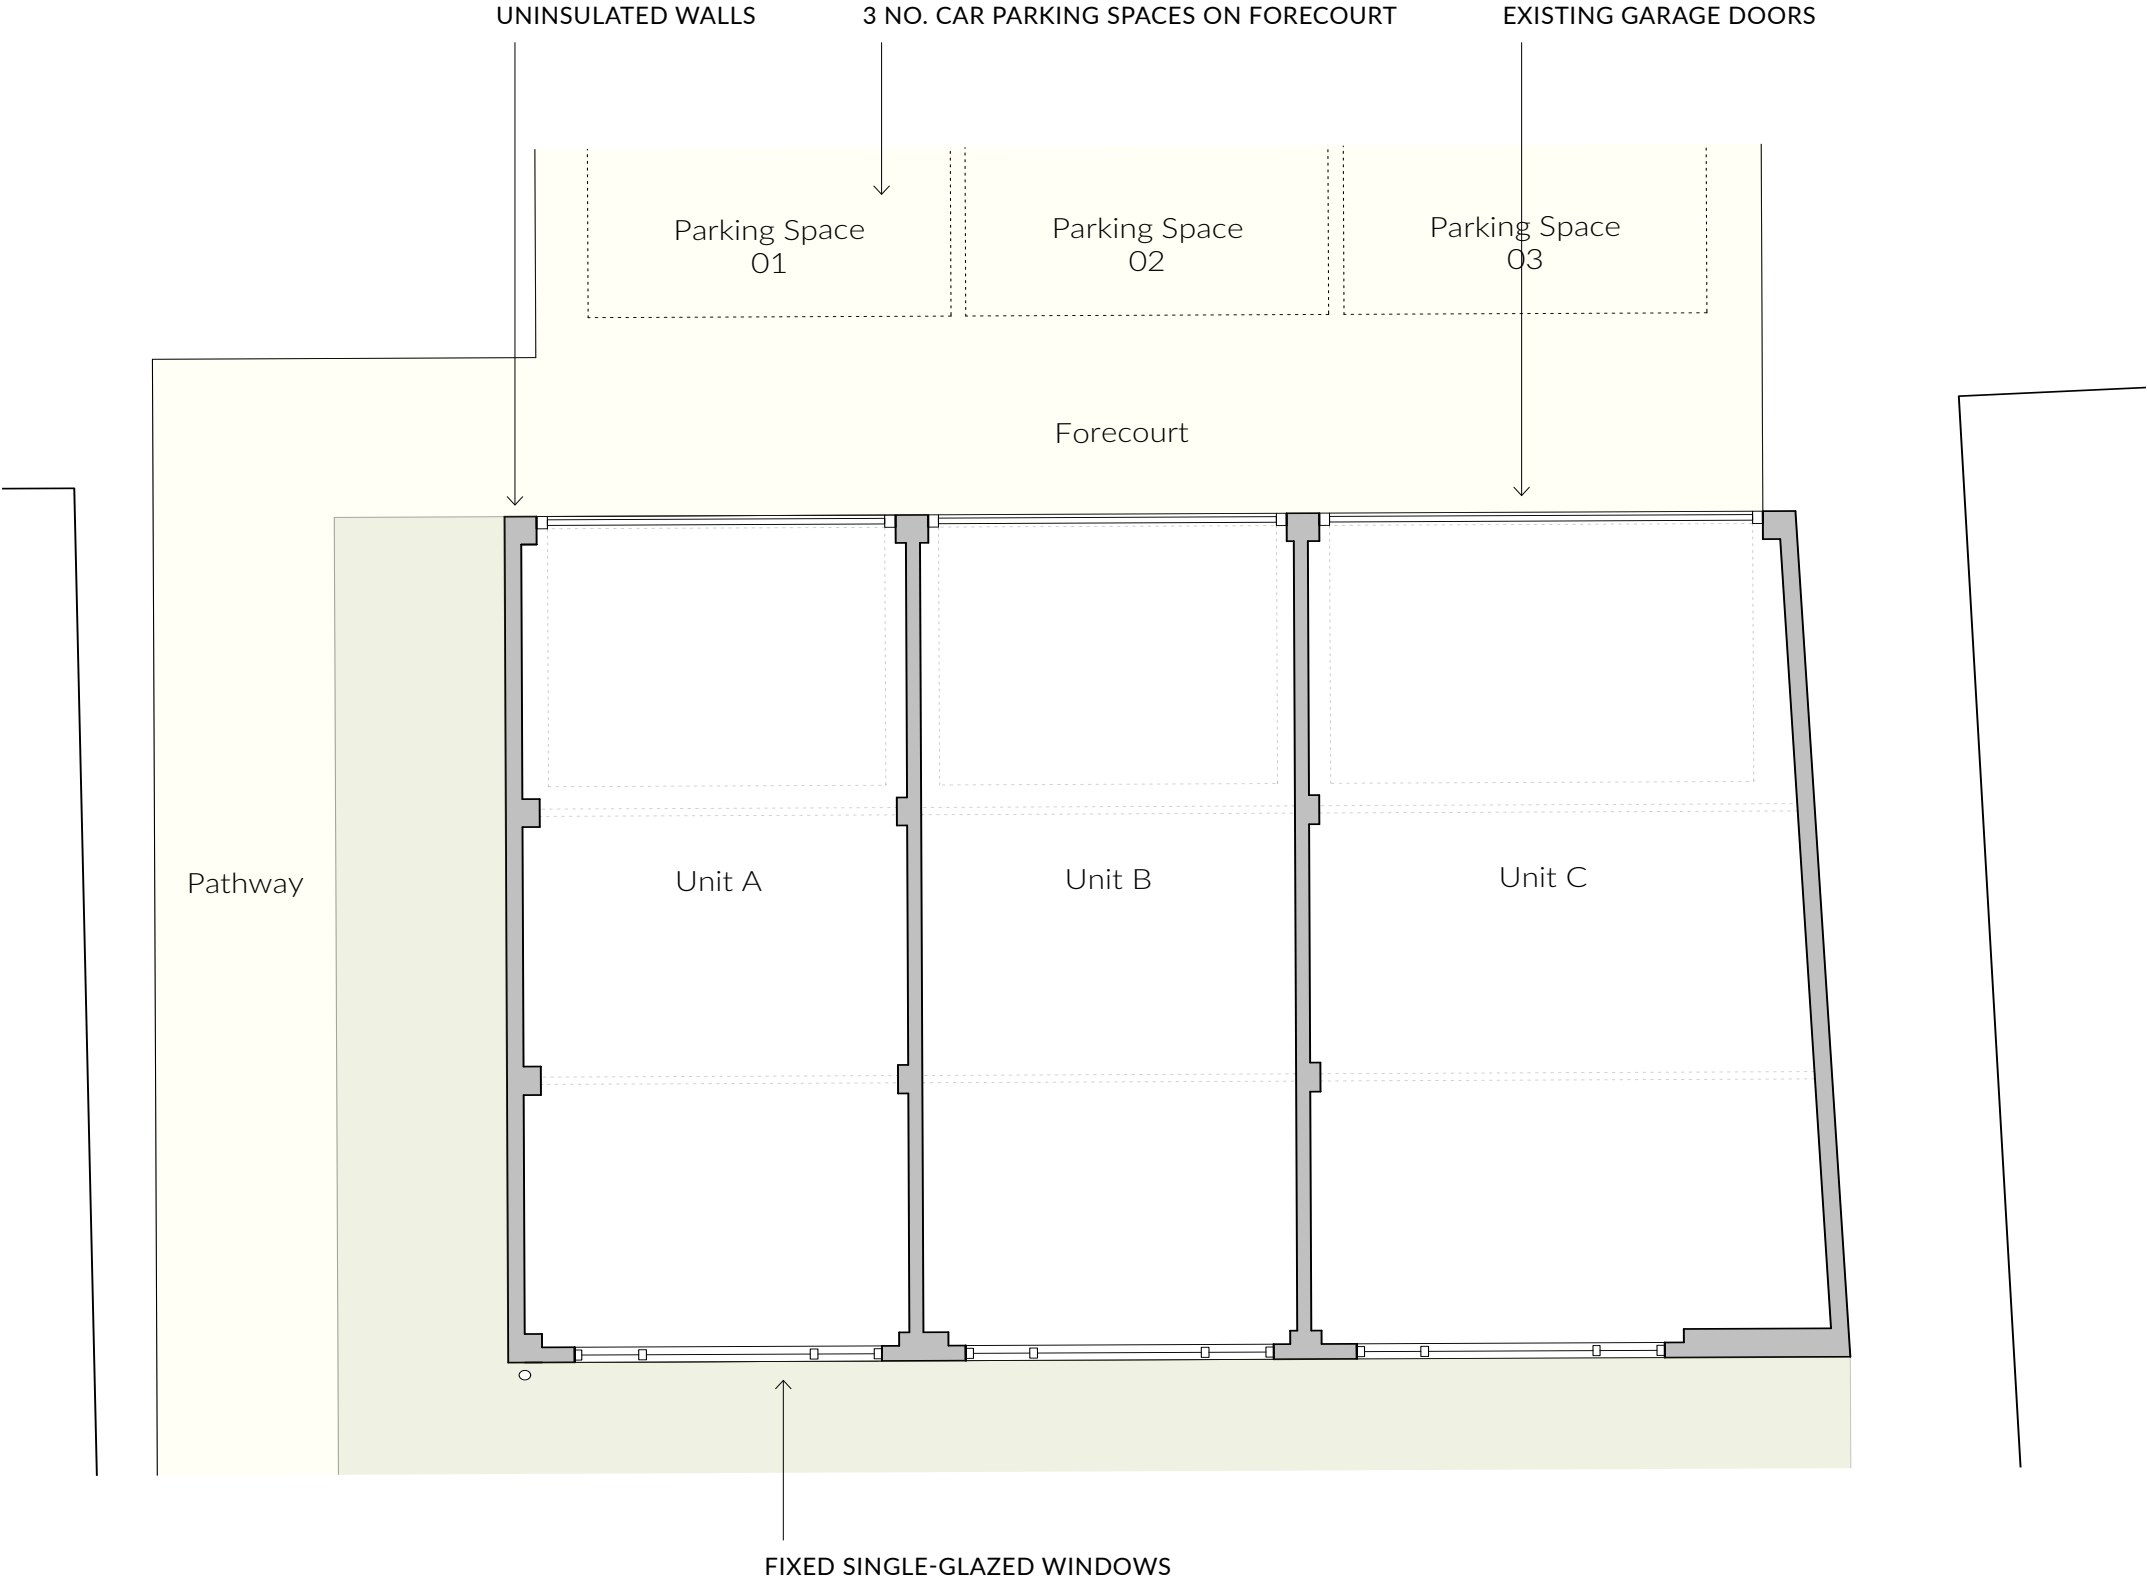 UNINSULATED WALLS
3 NO. CAR PARKING SPACES ON FORECOURT
EXISTING GARAGE DOORS
Parking Space
01
Parking Space
02
Parking Space
03
Forecourt
Pathway
Unit A
Unit B
Unit C
FIXED SINGLE-GLAZED WINDOWS